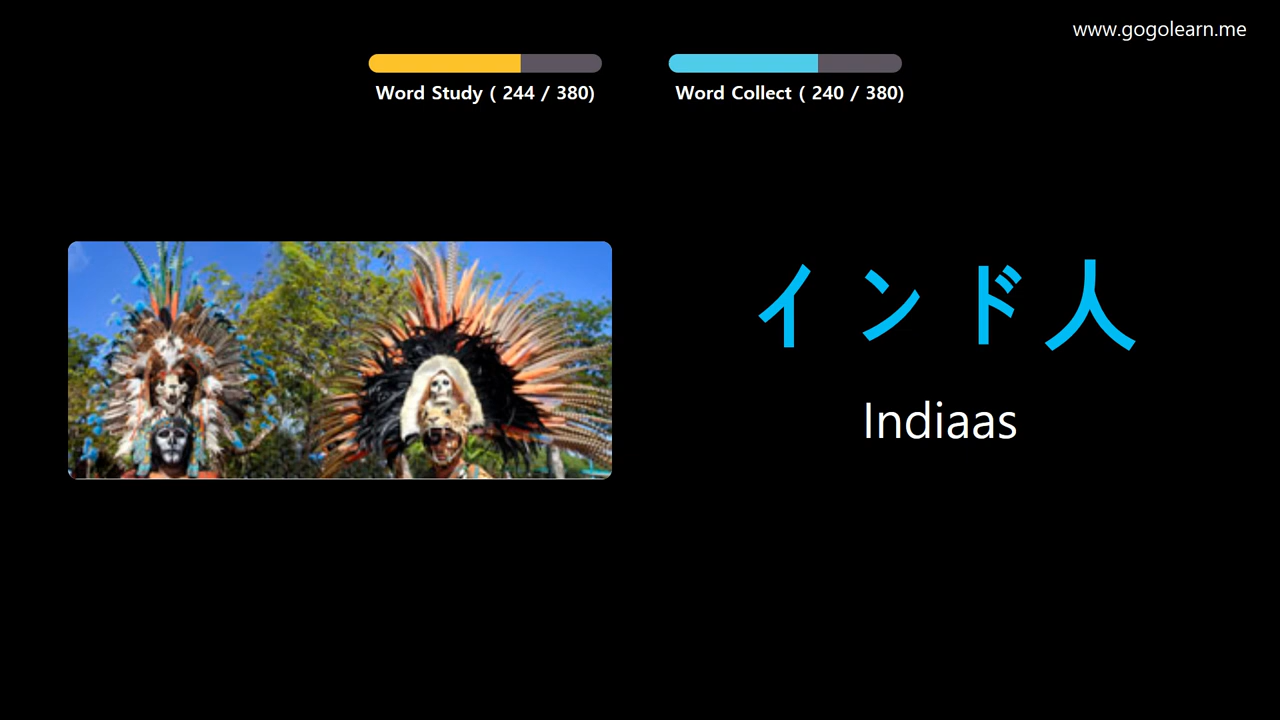 www.gogolearn.me
Word Study ( 244 / 380)
Word Collect ( 240 / 380)
インド人
Indiaas